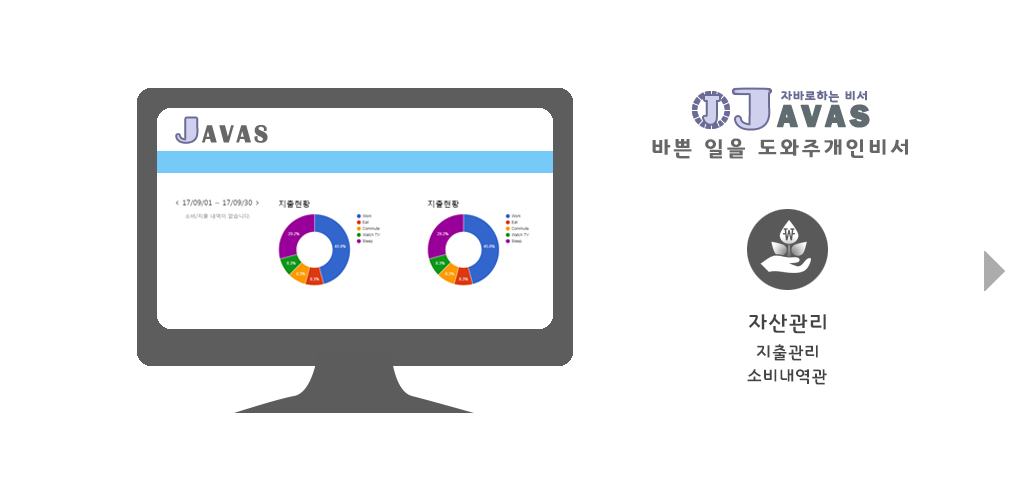 JAVAS
< 17/09/01 ~ 17/09/30 >
소비/지출 내역이 없습니다.
지출현황
Work
Eat
Commute
Watch TV
Sleep
45.8%
8.3%
8.3%
8.3%
29.2%
지출현황
Work
Eat
Commute
Watch TV
Sleep
45.8%
8.3%
8.3%
8.3%
29.2%
자바로하는 비서
J JAVAS
바쁜 일을 도와주개인비서
W
자산관리
지출관리
소비내역관